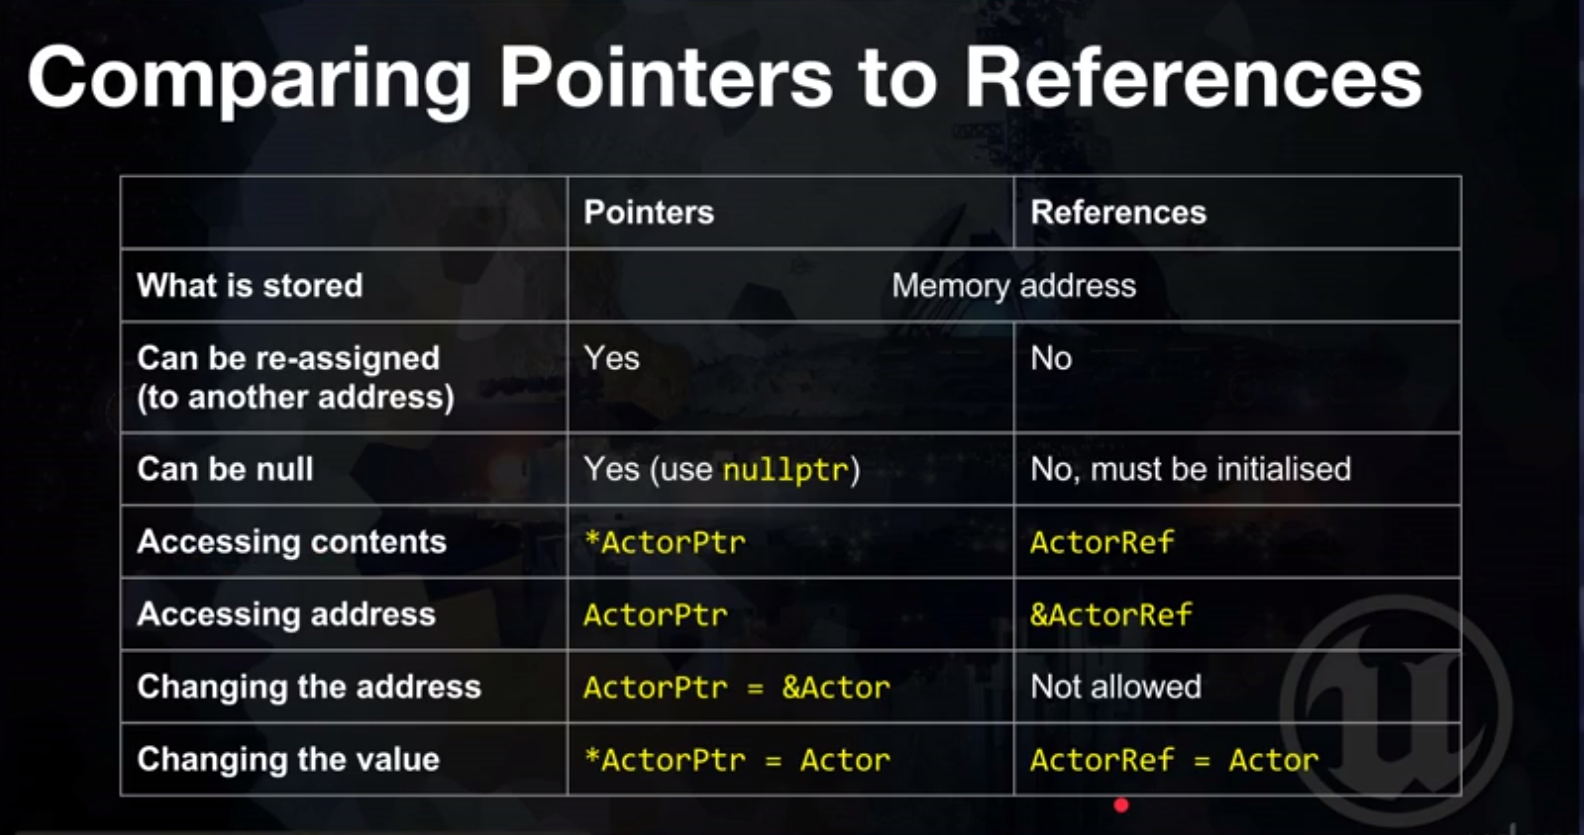 Comparing Pointers to References
Pointers References
What is stored Memory address
Can be re-assigned Yes No
(to another address)
Can be null Yes (use nullptr) No, must be initialised
Accessing contents *ActorPtr ActorRef
Accessing address ActorPtr &ActorRef
Changing the address ActorPtr = &Actor Not allowed
Changing the value *ActorPtr = Actor ActorRef = Actor